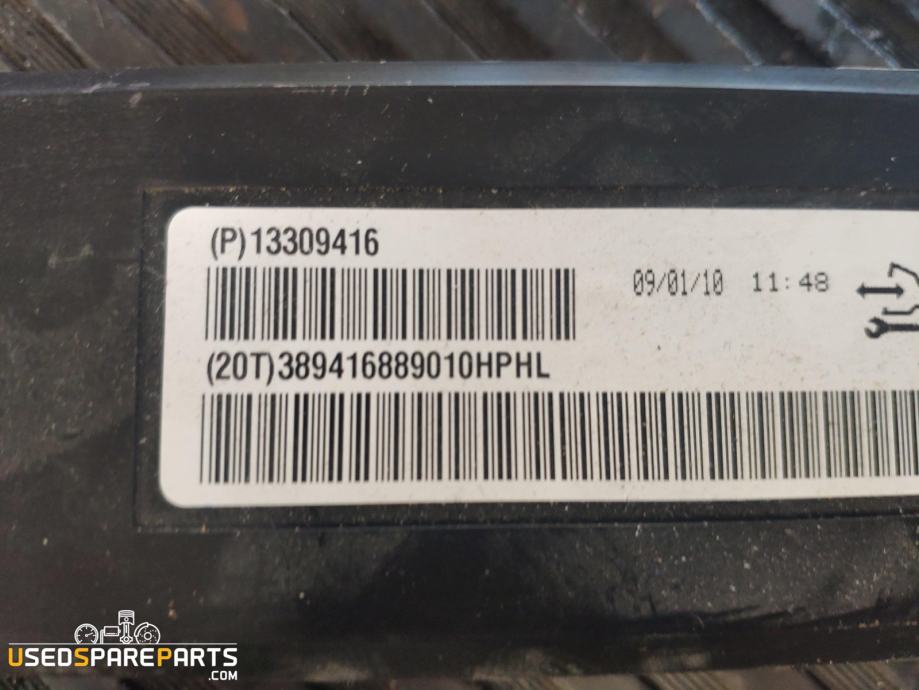 (P)13309416
09/01/10 11:48
(20T)389416889010HPHL
USEDSPAREPARTS
.COM